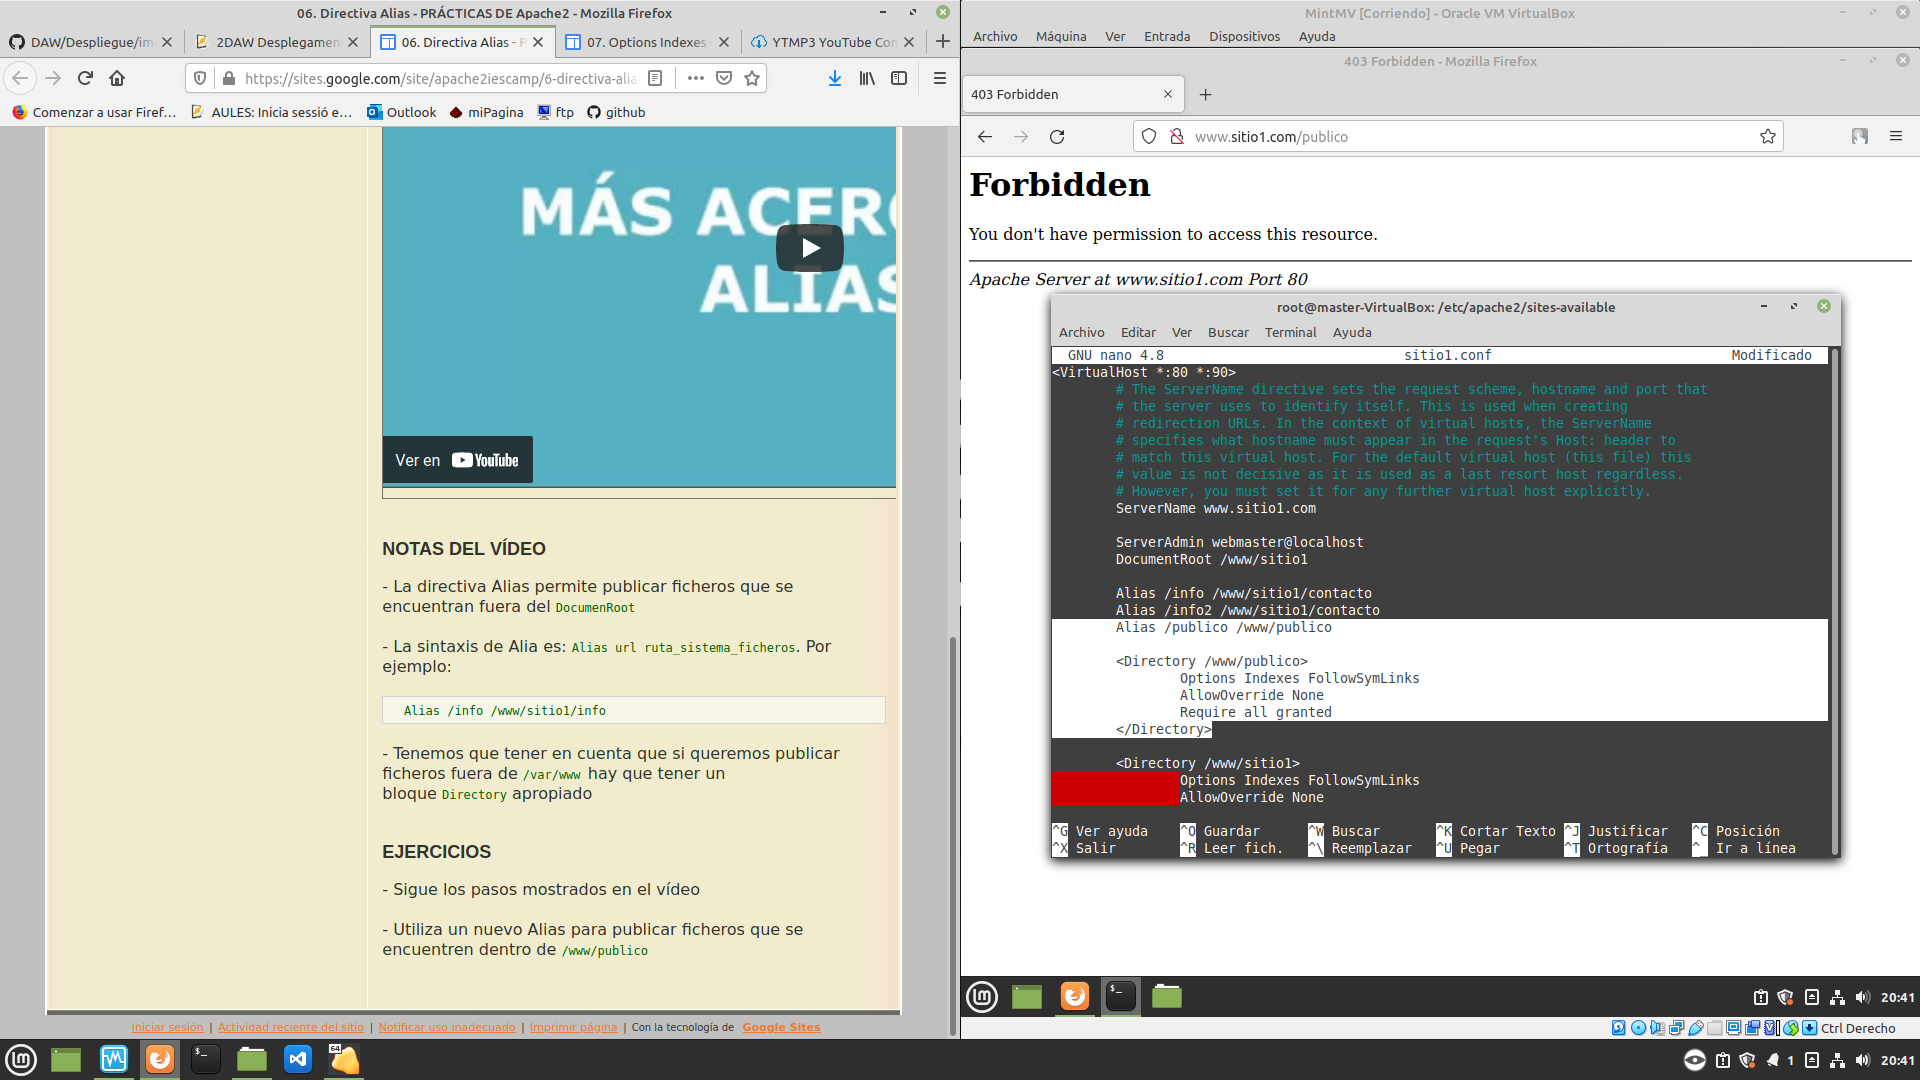 06. Directiva Alias - PRÁCTICAS DE Apache2 - Mozilla Firefox
DAW/Despliegue/im
2DAW Desplegamen
06. Directiva Alias - P
07. Options Indexes
YTMP3 YouTube Con
https://sites.google.com/site/apache2iescamp/6-directiva-alia
Comenzar a usar Firef…
AULES: Inicia sessió e…
Outlook
miPagina
ftp
github
MÁS ACERC
ALIAS
Ver en YouTube
NOTAS DEL VÍDEO
- La directiva Alias permite publicar ficheros que se
encuentran fuera del DocumenRoot
- La sintaxis de Alia es: Alias url ruta_sistema_ficheros. Por
ejemplo:
Alias /info /www/sitio1/info
- Tenemos que tener en cuenta que si queremos publicar
ficheros fuera de /var/www hay que tener un
bloque Directory apropiado
EJERCICIOS
- Sigue los pasos mostrados en el vídeo
- Utiliza un nuevo Alias para publicar ficheros que se
encuentren dentro de /www/publico
Iniciar sesión | Actividad reciente del sitio | Notificar uso inadecuado | Imprimir página | Con la tecnología de Google Sites
MintMV [Corriendo] - Oracle VM VirtualBox
Archivo Máquina Ver Entrada Dispositivos Ayuda
403 Forbidden - Mozilla Firefox
403 Forbidden
www.sitio1.com/publico
Forbidden
You don't have permission to access this resource.
Apache Server at www.sitio1.com Port 80
root@master-VirtualBox: /etc/apache2/sites-available
Archivo Editar Ver Buscar Terminal Ayuda
GNU nano 4.8 sitio1.conf Modificado
<VirtualHost *:80 *:90>
# The ServerName directive sets the request scheme, hostname and port that
# the server uses to identify itself. This is used when creating
# redirection URLs. In the context of virtual hosts, the ServerName
# specifies what hostname must appear in the request's Host: header to
# match this virtual host. For the default virtual host (this file) this
# value is not decisive as it is used as a last resort host regardless.
# However, you must set it for any further virtual host explicitly.
ServerName www.sitio1.com
ServerAdmin webmaster@localhost
DocumentRoot /www/sitio1
Alias /info /www/sitio1/contacto
Alias /info2 /www/sitio1/contacto
Alias /publico /www/publico
<Directory /www/publico>
Options Indexes FollowSymLinks
AllowOverride None
Require all granted
</Directory>
<Directory /www/sitio1>
Options Indexes FollowSymLinks
AllowOverride None
^G Ver ayuda ^O Guardar ^W Buscar ^K Cortar Texto ^J Justificar ^C Posición
^X Salir ^R Leer fich. ^\ Reemplazar ^U Pegar ^T Ortografía ^_ Ir a línea
20:41
Ctrl Derecho
64
1
20:41